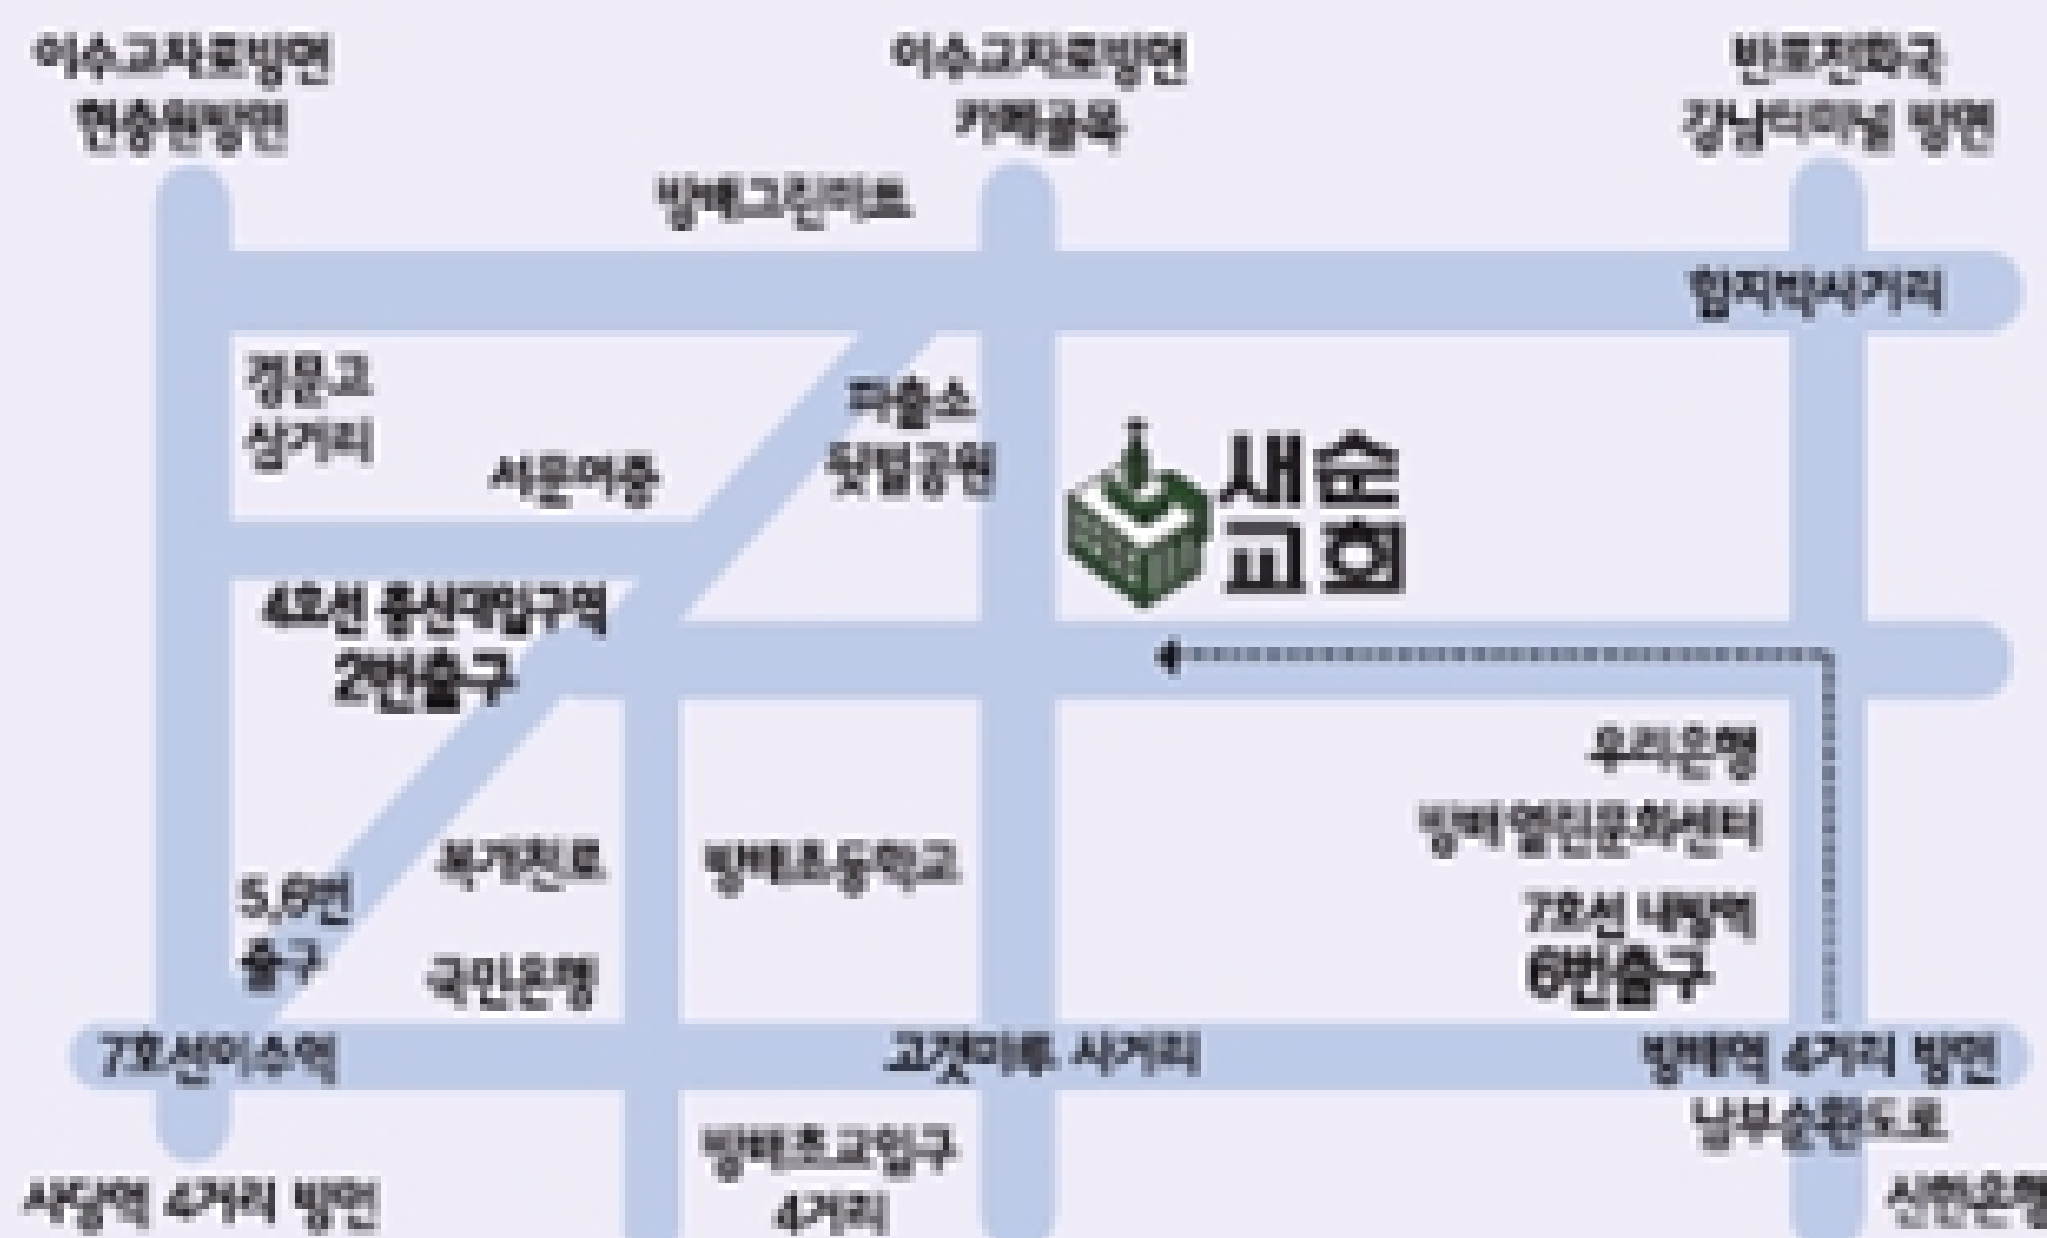 이수교차로방면
현충원방면
이수교차로방면
카페골목
반포전화국
강남터미널 방면
방배그린마트
함지박사거리
경문고
삼거리
파출소
뒷벌공원
서문여중
새순
교회
4호선 총신대입구역
2번출구
우리은행
방배열린문화센터
복개천로
방배초등학교
5,6번
출구
7호선 내방역
6번출구
국민은행
7호선이수역
고갯마루 사거리
방배역 4거리 방면
남부순환도로
방배초교입구
4거리
사당역 4거리 방면
신한은행